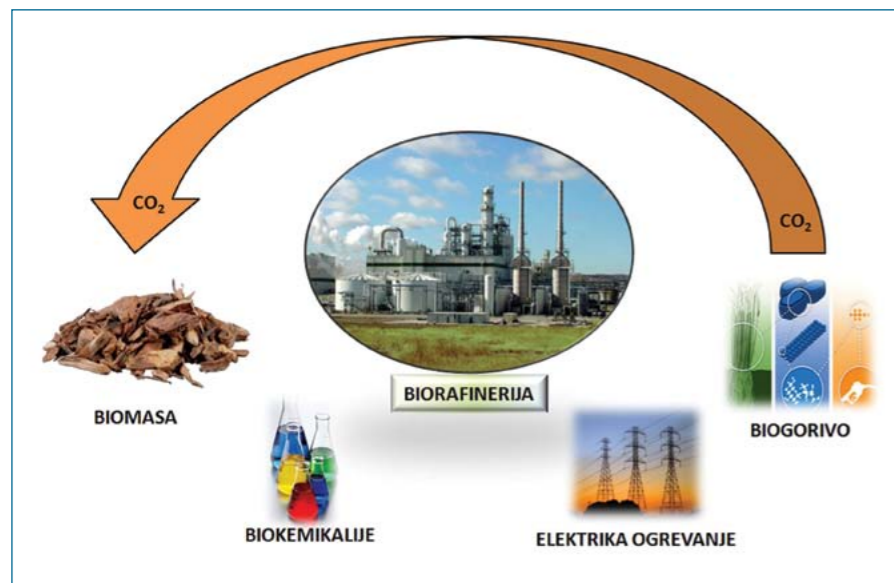 CO₂
CO₂
BIORAFINERIJA
BIOMASA
BIOGORIVO
BIOKEMIKALIJE
ELEKTRIKA OGREVANJE